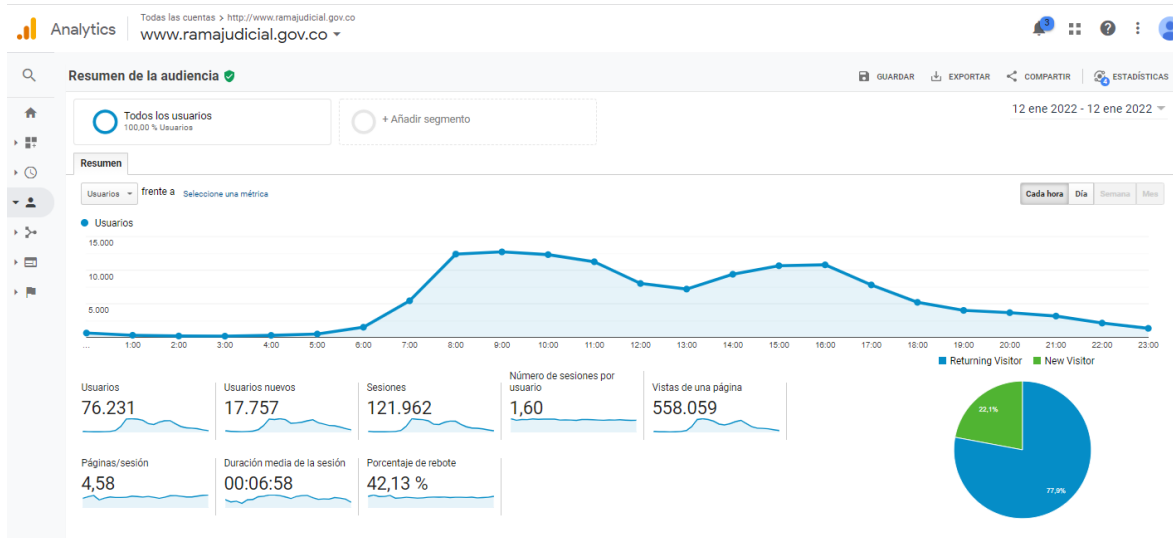 Analytics
Todas las cuentas > http://www.ramajudicial.gov.co
www.ramajudicial.gov.co
3
Resumen de la audiencia
GUARDAR
EXPORTAR
COMPARTIR
4
ESTADÍSTICAS
Todos los usuarios
100,00 % Usuarios
+ Añadir segmento
12 ene 2022 - 12 ene 2022
Resumen
Usuarios
frente a
Seleccione una métrica
Cada hora
Día
Semana
Mes
Usuarios
15.000
10.000
5.000
... 1:00 2:00 3:00 4:00 5:00 6:00 7:00 8:00 9:00 10:00 11:00 12:00 13:00 14:00 15:00 16:00 17:00 18:00 19:00 20:00 21:00 22:00 23:00
Returning Visitor
New Visitor
Usuarios
76.231
Usuarios nuevos
17.757
Sesiones
121.962
Número de sesiones por
usuario
1,60
Vistas de una página
558.059
22,1%
77,9%
Páginas/sesión
4,58
Duración media de la sesión
00:06:58
Porcentaje de rebote
42,13 %